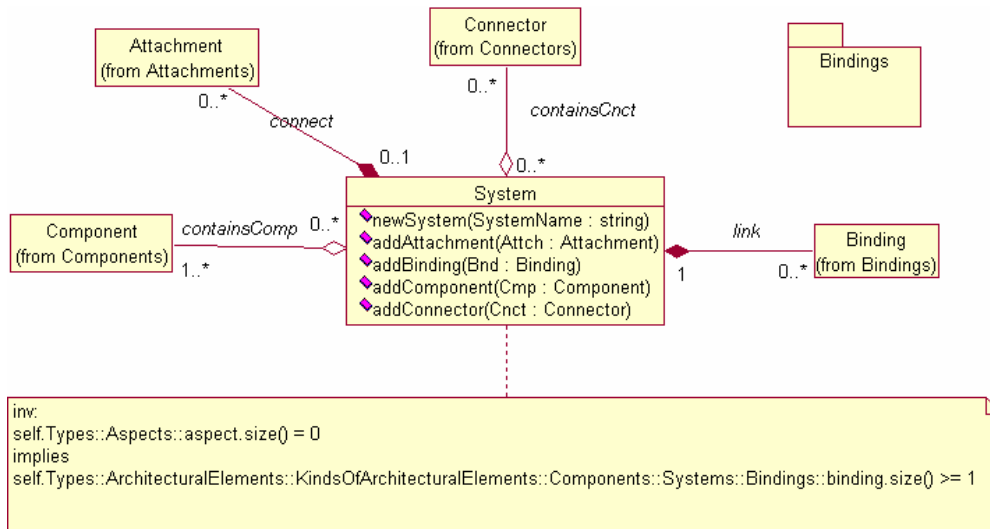 Attachment
(from Attachments)
0..*
connect
0..1
Connector
(from Connectors)
0..*
containsCnct
0..*
Bindings
Component
(from Components)
containsComp
0..*
1..*
System
newSystem(SystemName : string)
addAttachment(Attch : Attachment)
addBinding(Bnd : Binding)
addComponent(Cmp : Component)
addConnector(Cnct : Connector)
link
1
0..*
Binding
(from Bindings)
inv:
self.Types::Aspects::aspect.size() = 0
implies
self.Types::ArchitecturalElements::KindsOfArchitecturalElements::Components::Systems::Bindings::binding.size() >= 1